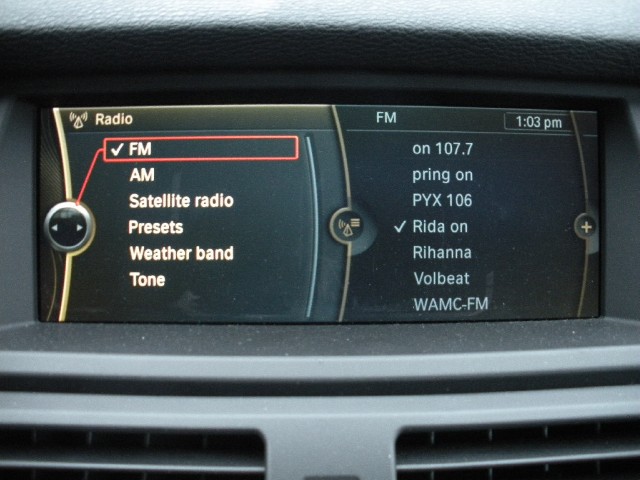 Radio
FM
1:03 pm
✓ FM
AM
Satellite radio
Presets
Weather band
Tone
on 107.7
pring on
PYX 106
✓ Rida on
Rihanna
Volbeat
WAMC-FM